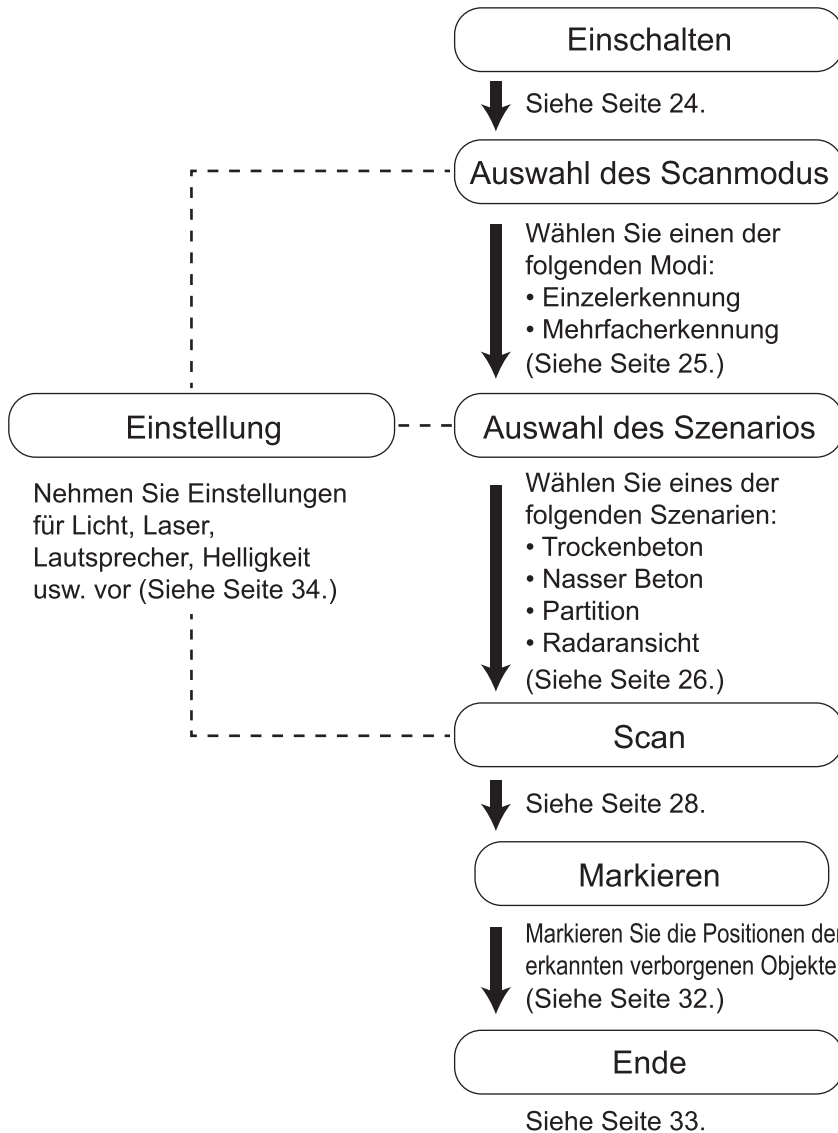 Einschalten
Siehe Seite 24.
Auswahl des Scanmodus
Wählen Sie einen der
folgenden Modi:
• Einzelerkennung
• Mehrfacherkennung
(Siehe Seite 25.)
Einstellung
Nehmen Sie Einstellungen
für Licht, Laser,
Lautsprecher, Helligkeit
usw. vor (Siehe Seite 34.)
Auswahl des Szenarios
Wählen Sie eines der
folgenden Szenarien:
• Trockenbeton
• Nasser Beton
• Partition
• Radaransicht
(Siehe Seite 26.)
Scan
Siehe Seite 28.
Markieren
Markieren Sie die Positionen der
erkannten verborgenen Objekte
(Siehe Seite 32.)
Ende
Siehe Seite 33.